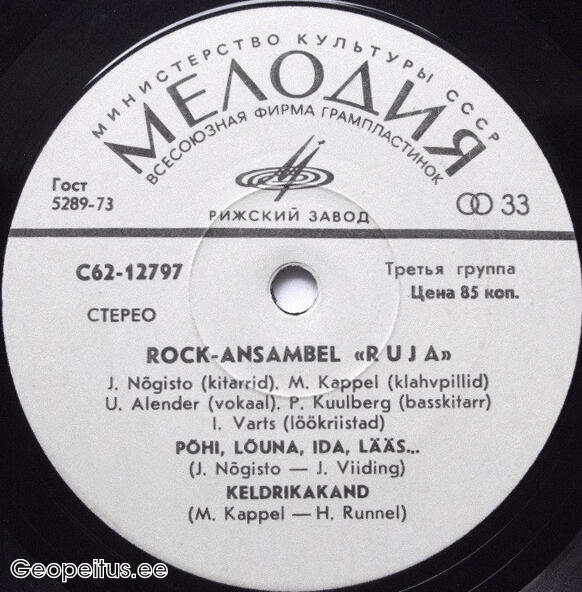 МИНИСТЕРСТВО КУЛЬТУРЫ СССР
МЕЛОДИЯ
ВСЕСОЮЗНАЯ ФИРМА ГРАМПЛАСТИНОК
Гост
5289-73
РИЖСКИЙ ЗАВОД
33
С62-12797
Третья группа
Цена 85 коп.
СТЕРЕО
ROCK-ANSAMBEL «RUJA»
J. Nõgisto (kitarrid). M. Kappel (klahvpillid)
U. Alender (vokaal). P. Kuulberg (basskitarr)
I. Varts (löökriistad)
PÕHI, LÕUNA, IDA, LÄÄS...
(J. Nõgisto — J. Viiding)
KELDRIKAKAND
(M. Kappel — H. Runnel)
Geopeitus.ee